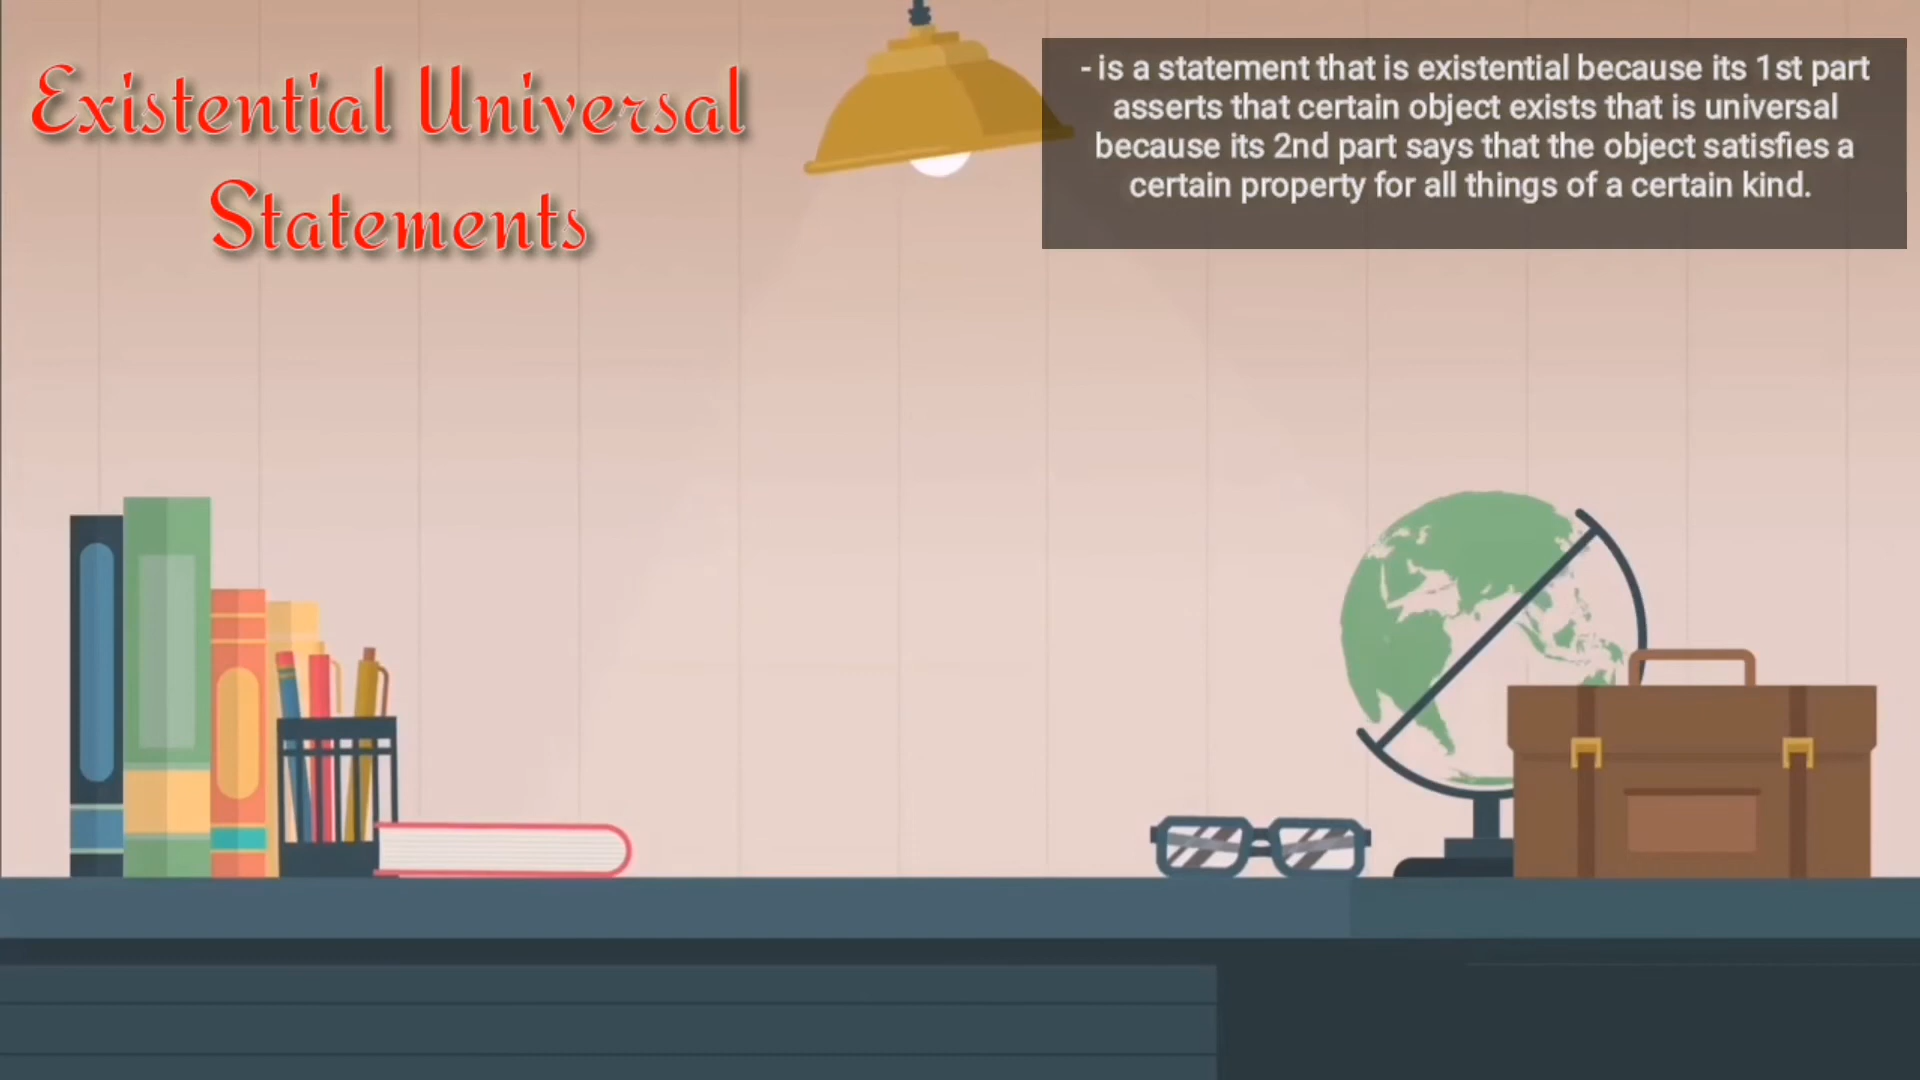 Existential Universal
Statements
- is a statement that is existential because its 1st part
asserts that certain object exists that is universal
because its 2nd part says that the object satisfies a
certain property for all things of a certain kind.